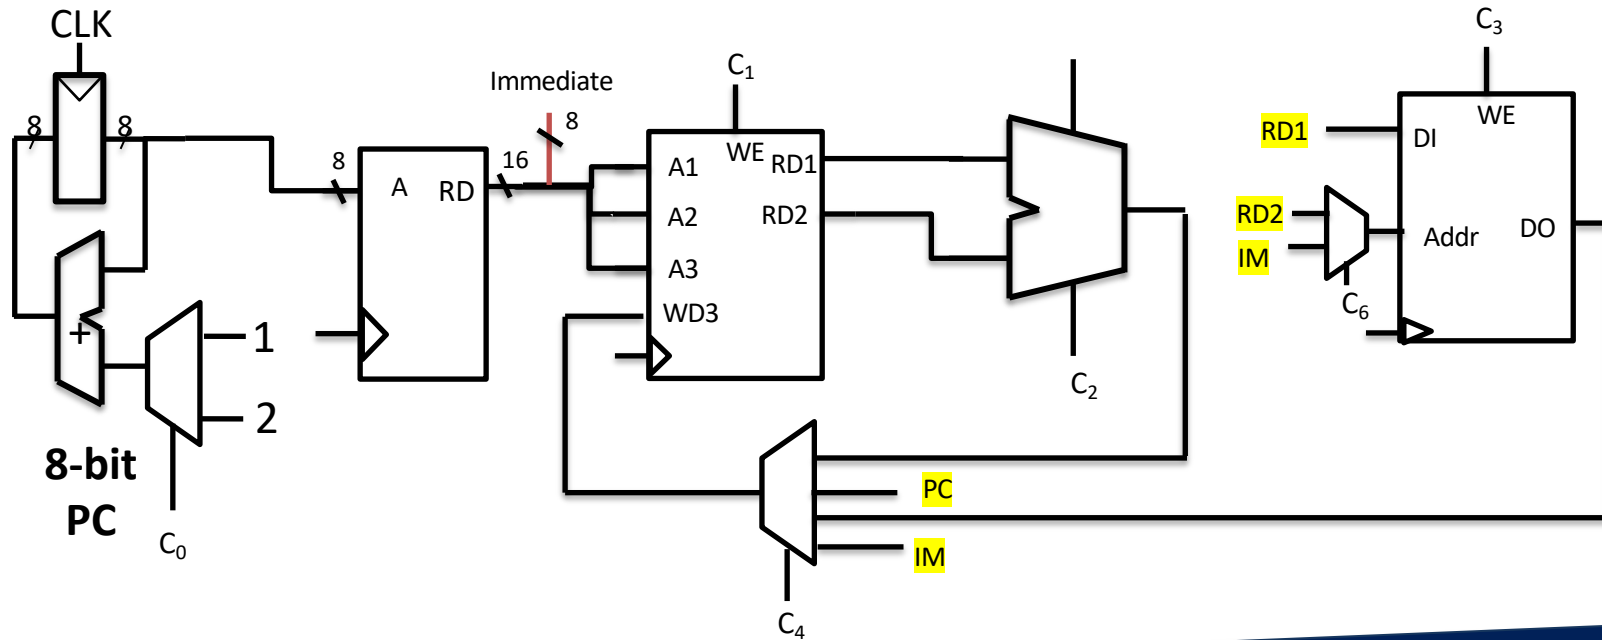 CLK
8
8
+
1
2
8-bit
PC
C₀
8
A
RD
16
Immediate
8
C₁
WE
A1
A2
A3
WD3
RD1
RD2
C₂
PC
IM
C₄
C₃
RD1
RD2
IM
C₆
DI
WE
Addr
DO